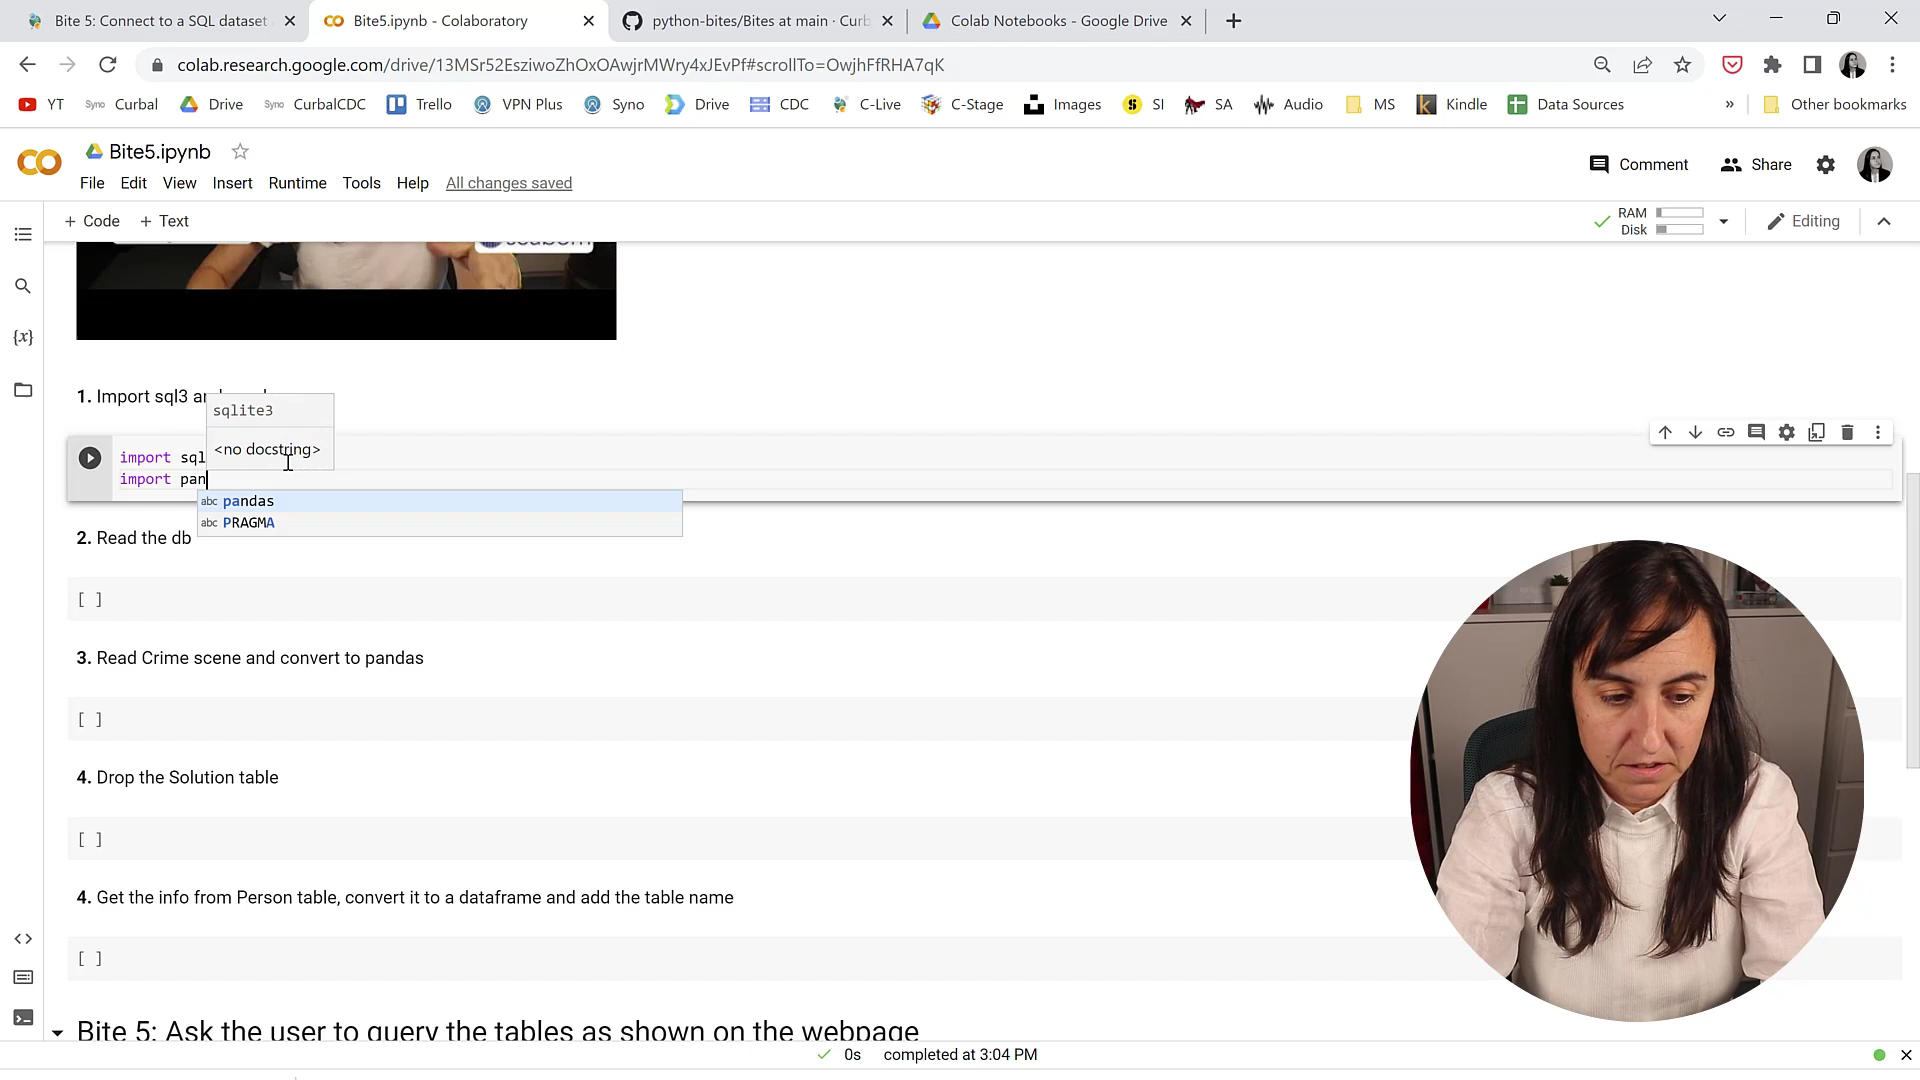 Bite 5: Connect to a SQL dataset
Bite5.ipynb - Colaboratory
python-bites/Bites at main · Curb
Colab Notebooks - Google Drive
colab.research.google.com/drive/13MSr52EsziwoZhOxOAwjrMWry4xJEvPf#scrollTo=OwjhFfRHA7qK
YT
Syno Curbal
Drive
Syno CurbalCDC
Trello
VPN Plus
Syno
Drive
CDC
C-Live
C-Stage
Images
SI
SA
Audio
MS
Kindle
Data Sources
»
Other bookmarks
Bite5.ipynb
Comment
Share
File Edit View Insert Runtime Tools Help All changes saved
+ Code + Text
RAM
Disk
Editing
{x}
1. Import sql3
sqlite3
<no docstring>
import sql
import pan
abc pandas
abc PRAGMA
2. Read the db
[ ]
3. Read Crime scene and convert to pandas
[ ]
4. Drop the Solution table
[ ]
4. Get the info from Person table, convert it to a dataframe and add the table name
[ ]
Bite 5: Ask the user to query the tables as shown on the webpage
0s completed at 3:04 PM